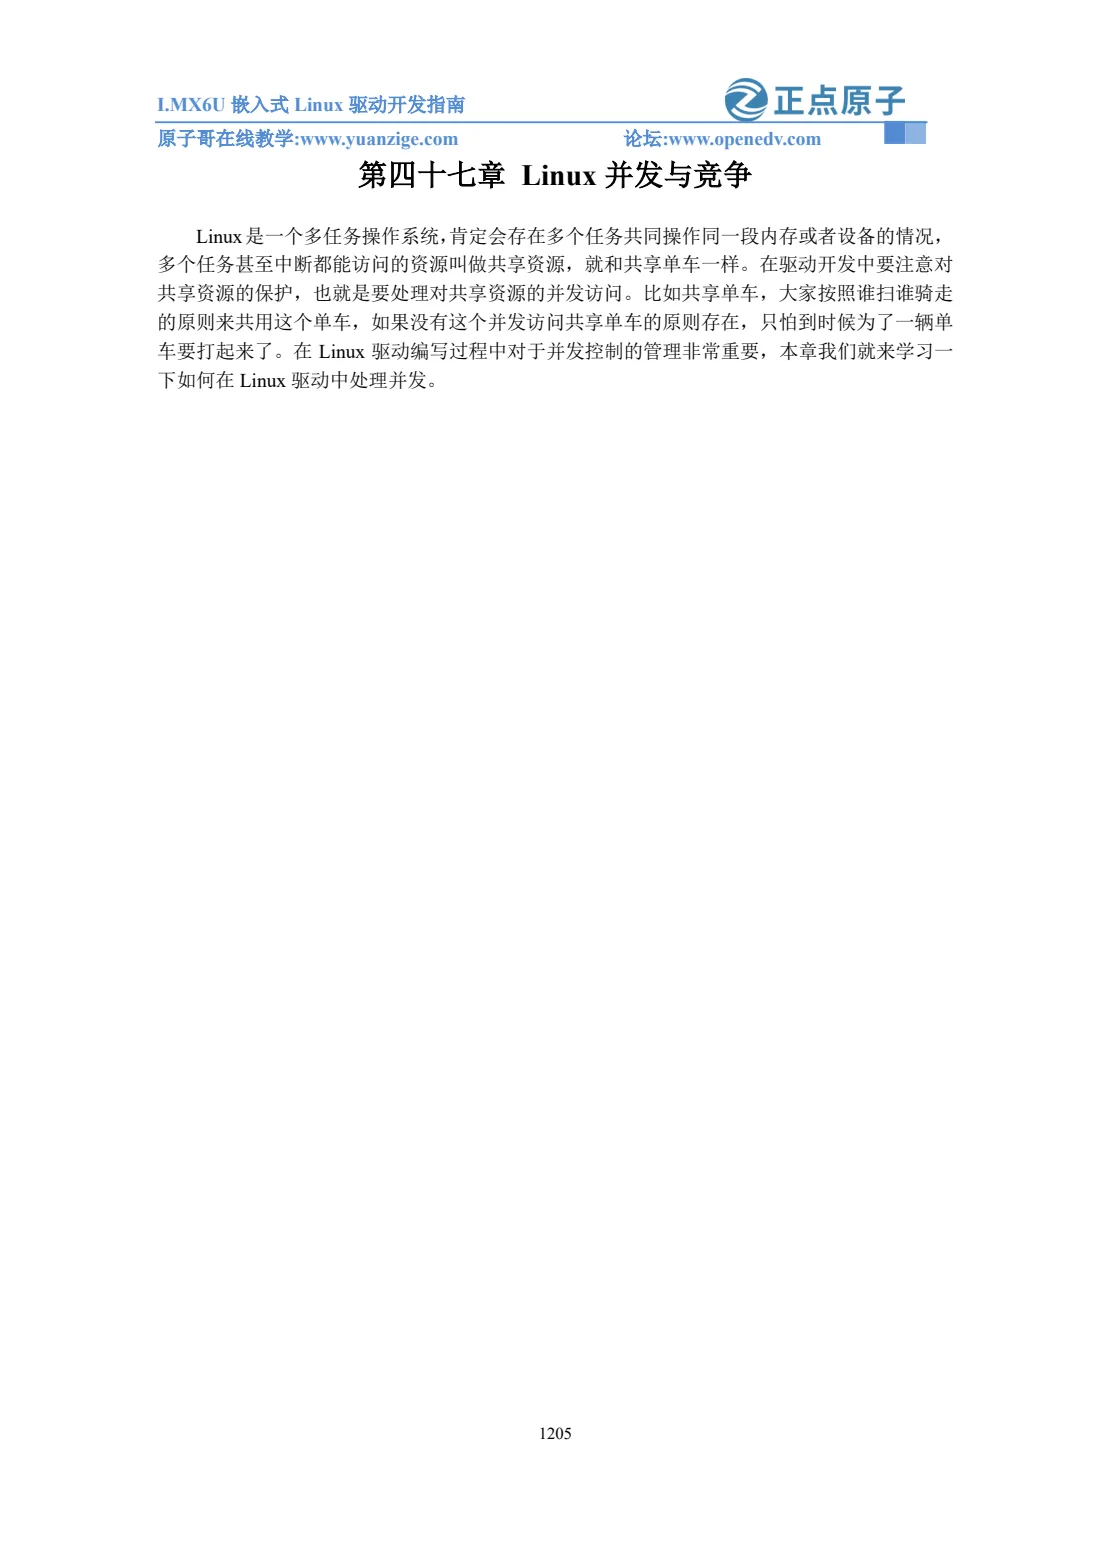 I.MX6U 嵌入式 Linux 驱动开发指南
正点原子
原子哥在线教学:www.yuanzige.com 论坛:www.openedv.com
第四十七章 Linux 并发与竞争
Linux 是一个多任务操作系统，肯定会存在多个任务共同操作同一段内存或者设备的情况，
多个任务甚至中断都能访问的资源叫做共享资源，就和共享单车一样。在驱动开发中要注意对
共享资源的保护，也就是要处理对共享资源的并发访问。比如共享单车，大家按照谁扫谁骑走
的原则来共用这个单车，如果没有这个并发访问共享单车的原则存在，只怕到时候为了一辆单
车要打起来了。在 Linux 驱动编写过程中对于并发控制的管理非常重要，本章我们就来学习一
下如何在 Linux 驱动中处理并发。
1205